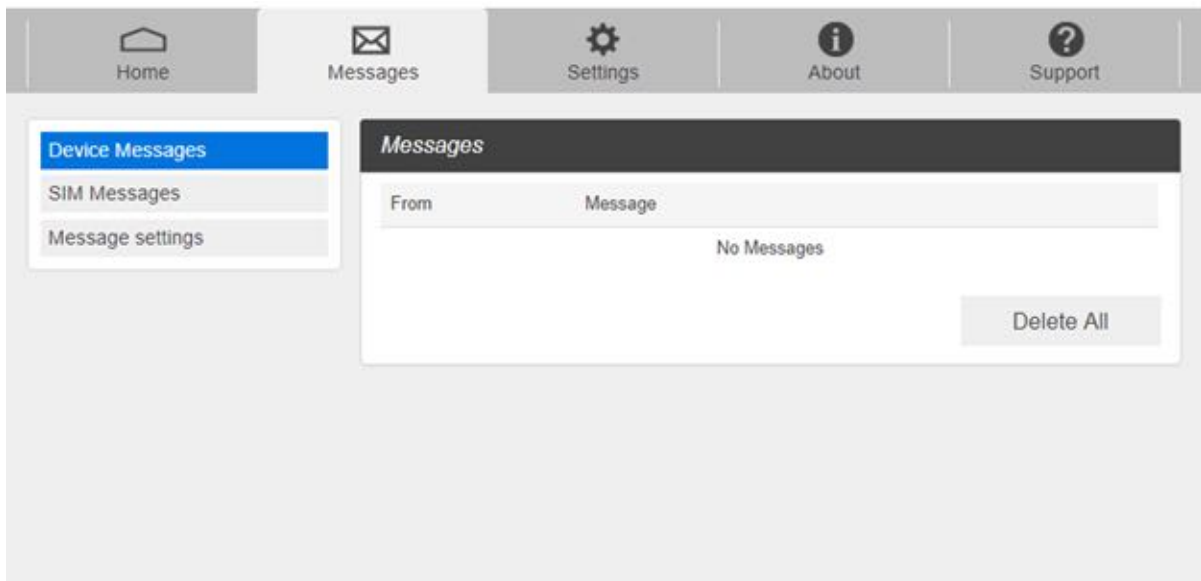 Home Messages Settings About Support
Device Messages
SIM Messages
Message settings
Messages
From Message
No Messages
Delete All